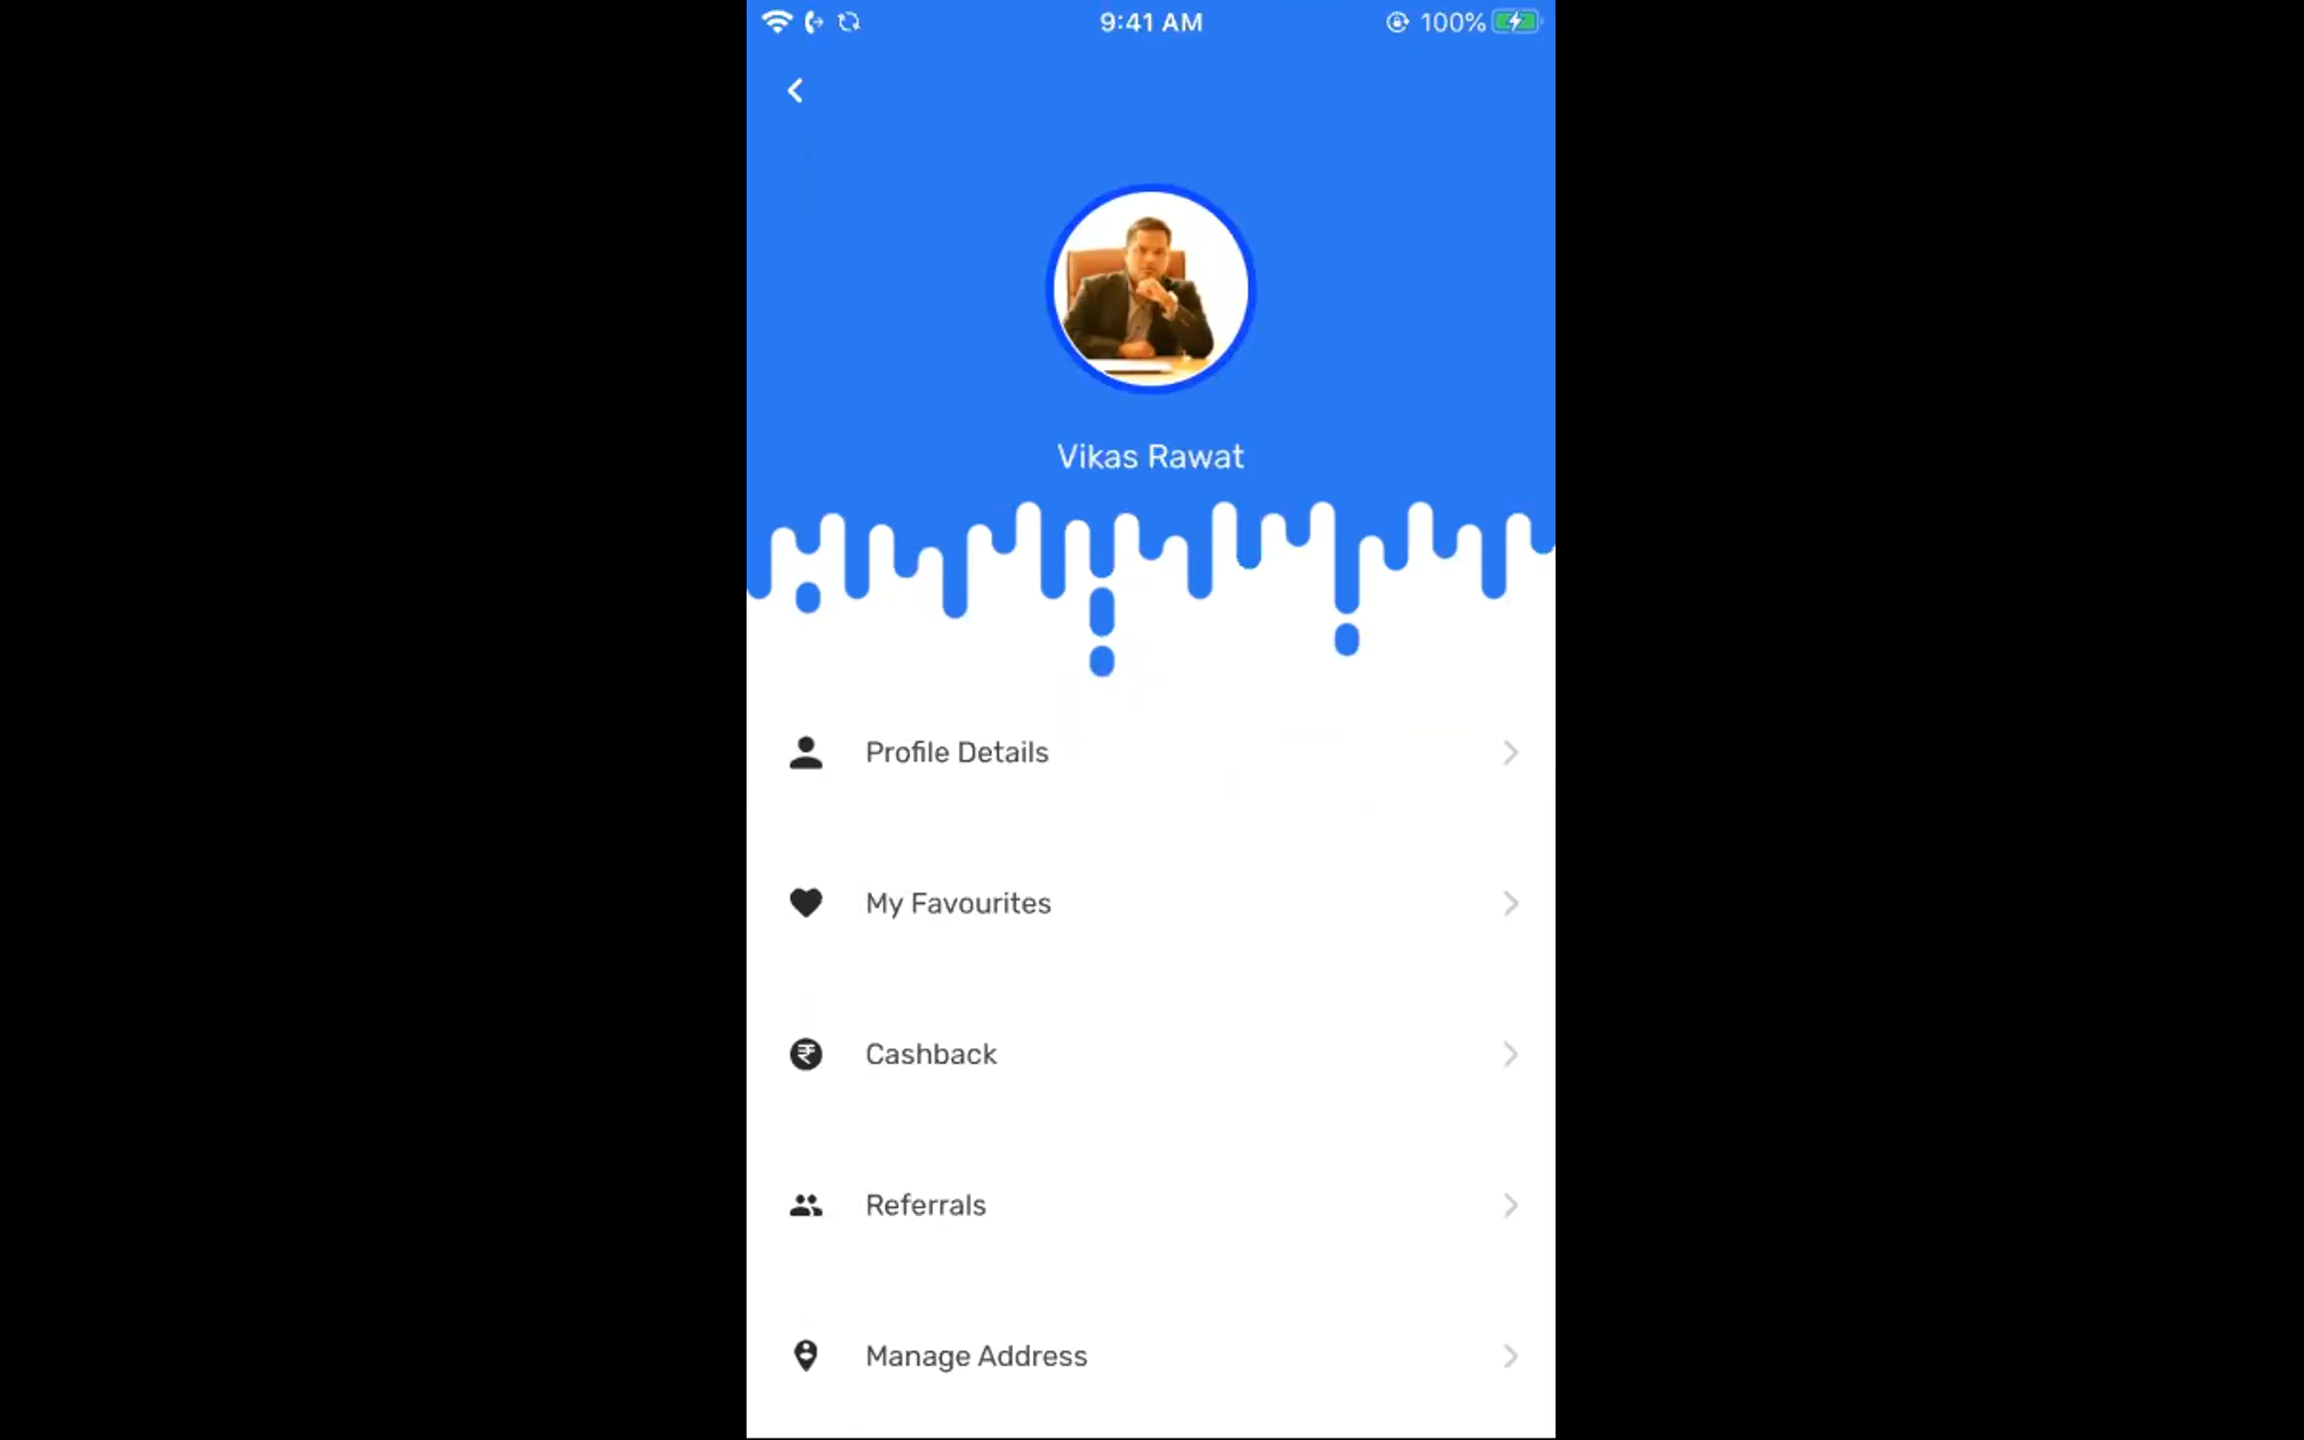 9:41 AM
100%
Vikas Rawat
Profile Details
My Favourites
₹
Cashback
Referrals
Manage Address